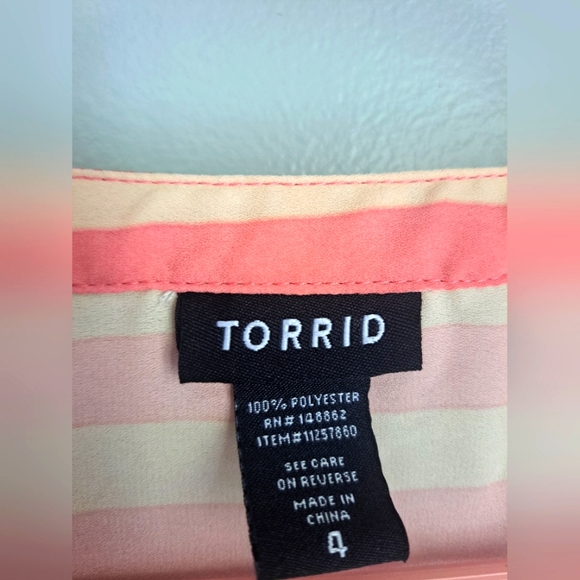 TORRID
100% POLYESTER
RN# 148862
ITEM#11257860
SEE CARE
ON REVERSE
MADE IN
CHINA
4